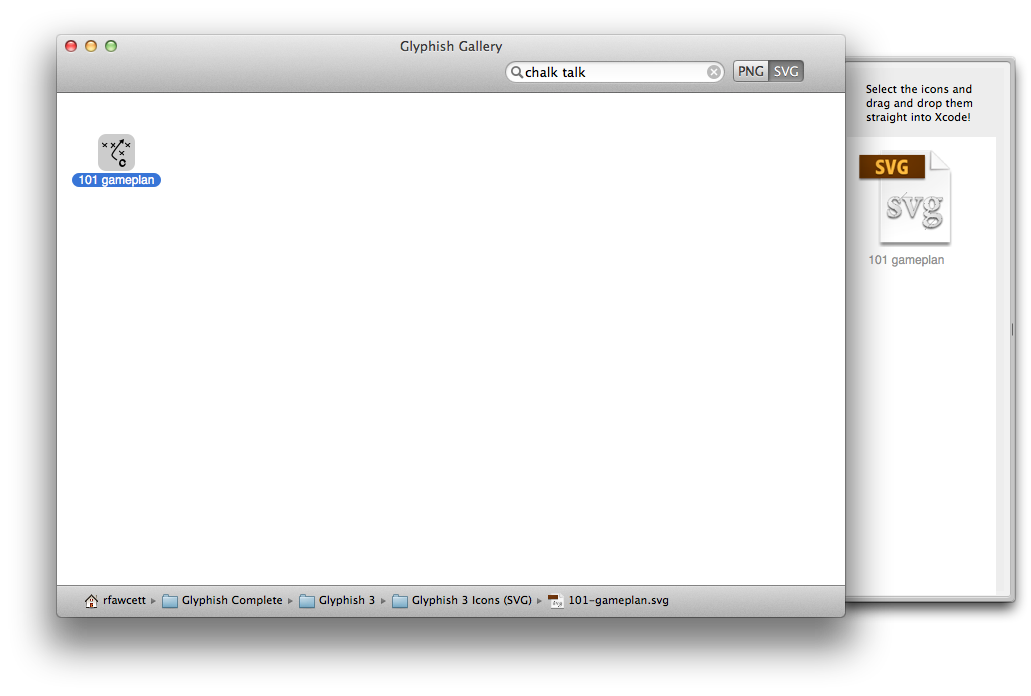 Glyphish Gallery
chalk talk
PNG SVG
101 gameplan
Select the icons and
drag and drop them
straight into Xcode!
SVG
svg
101 gameplan
rfawcett ▸ Glyphish Complete ▸ Glyphish 3 ▸ Glyphish 3 Icons (SVG) ▸ 101-gameplan.svg